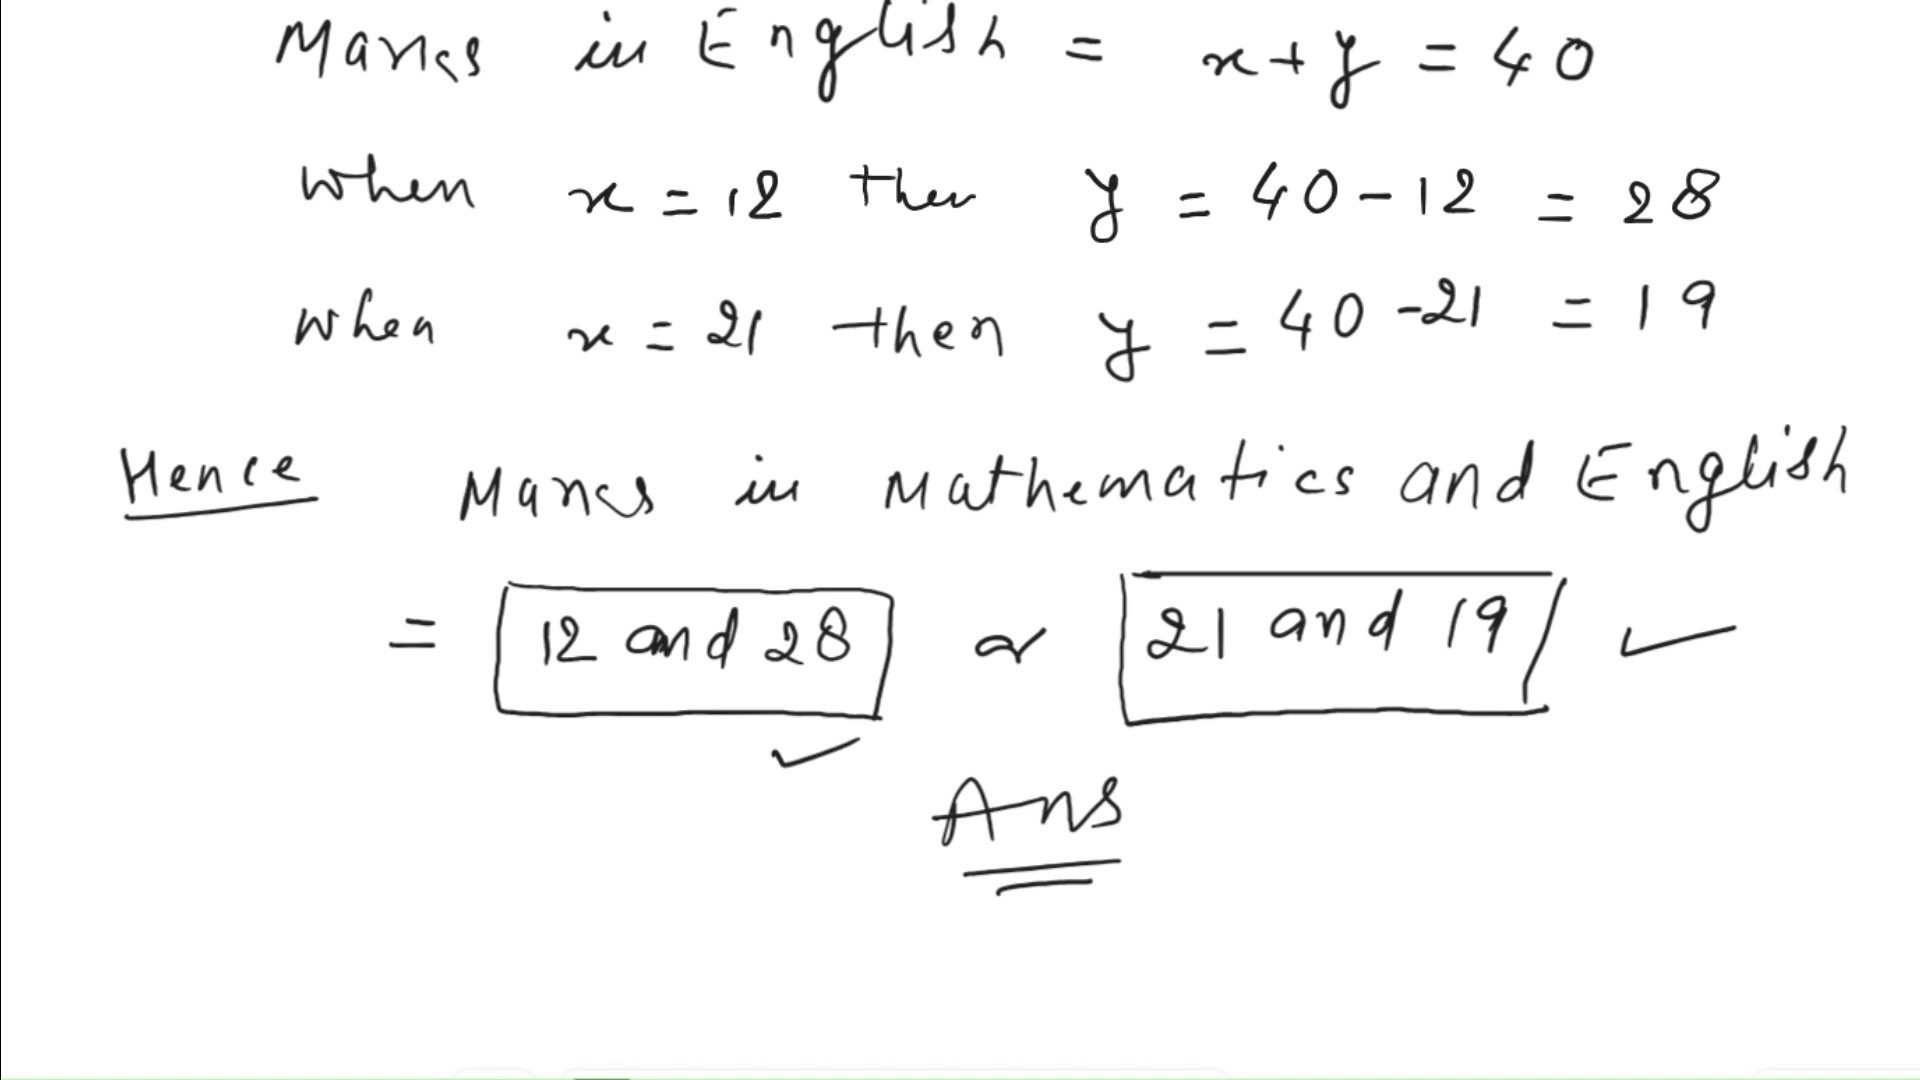 Marks in English = x + y = 40
when x = 12 then y = 40 - 12 = 28
when x = 21 then y = 40 - 21 = 19
Hence Marks in Mathematics and English
= 12 and 28 or 21 and 19 ✓
✓
Ans